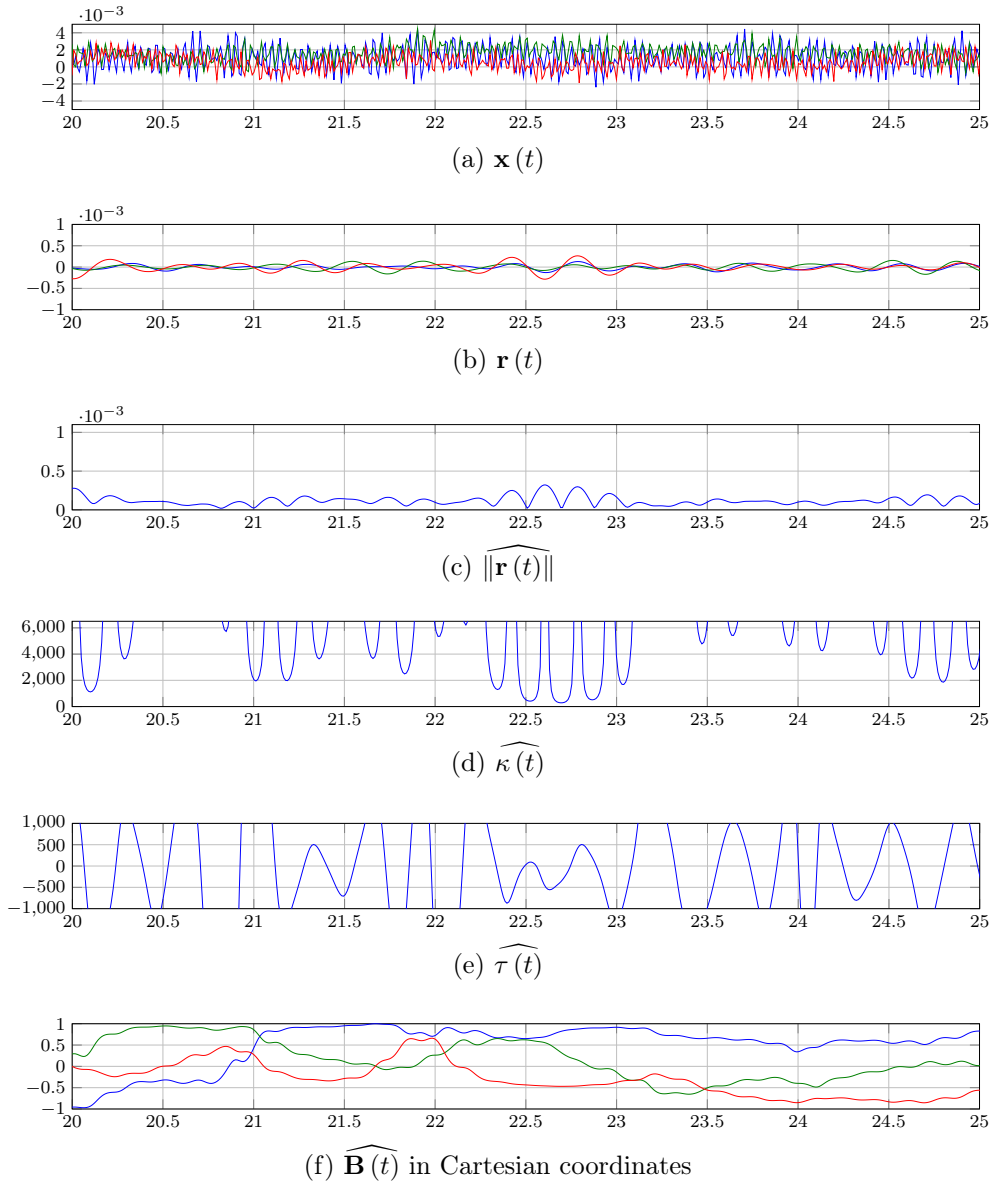 ·10⁻³
4
2
0
−2
−4
20 20.5 21 21.5 22 22.5 23 23.5 24 24.5 25
(a) x (t)
·10⁻³
1
0.5
0
−0.5
−1
20 20.5 21 21.5 22 22.5 23 23.5 24 24.5 25
(b) r (t)
·10⁻³
1
0.5
0
20 20.5 21 21.5 22 22.5 23 23.5 24 24.5 25
(c) \widehat{‖r (t)‖}
6,000
4,000
2,000
0
20 20.5 21 21.5 22 22.5 23 23.5 24 24.5 25
(d) \widehat{κ (t)}
1,000
500
0
−500
−1,000
20 20.5 21 21.5 22 22.5 23 23.5 24 24.5 25
(e) \widehat{τ (t)}
1
0.5
0
−0.5
−1
20 20.5 21 21.5 22 22.5 23 23.5 24 24.5 25
(f) \widehat{B (t)} in Cartesian coordinates